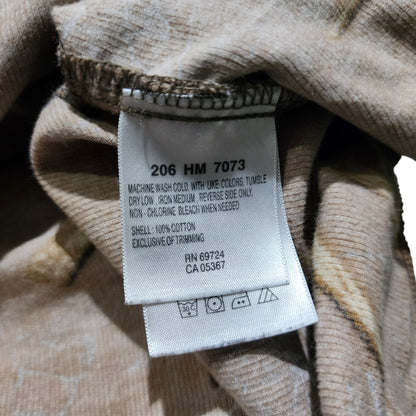 206 HM 7073
MACHINE WASH COLD, WITH LIKE COLORS, TUMBLE
DRY LOW. IRON MEDIUM, REVERSE SIDE ONLY.
NON-CHLORINE BLEACH WHEN NEEDED
SHELL: 100% COTTON
EXCLUSIVE OF TRIMMING
RN 69724
CA 05367
30 C